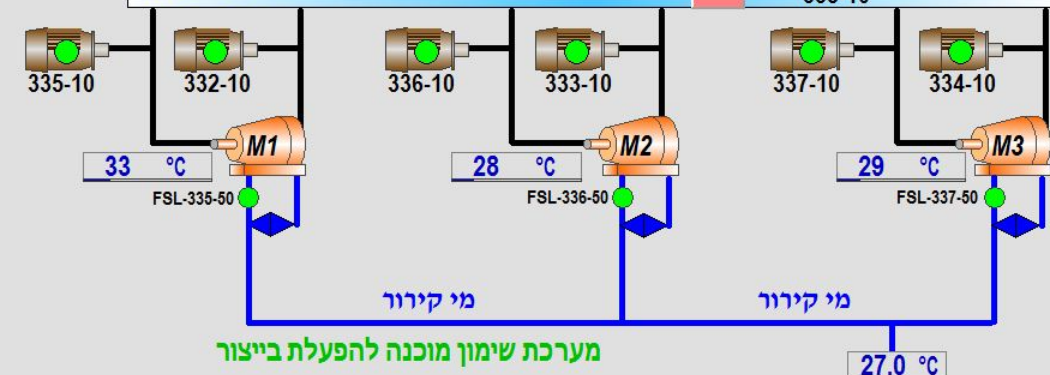 335-10 332-10 336-10 333-10 337-10 334-10
M1 M2 M3
33 °C 28 °C 29 °C
FSL-335-50 FSL-336-50 FSL-337-50
מי קירור מי קירור
מערכת שימון מוכנה להפעלת בייצור
27.0 °C